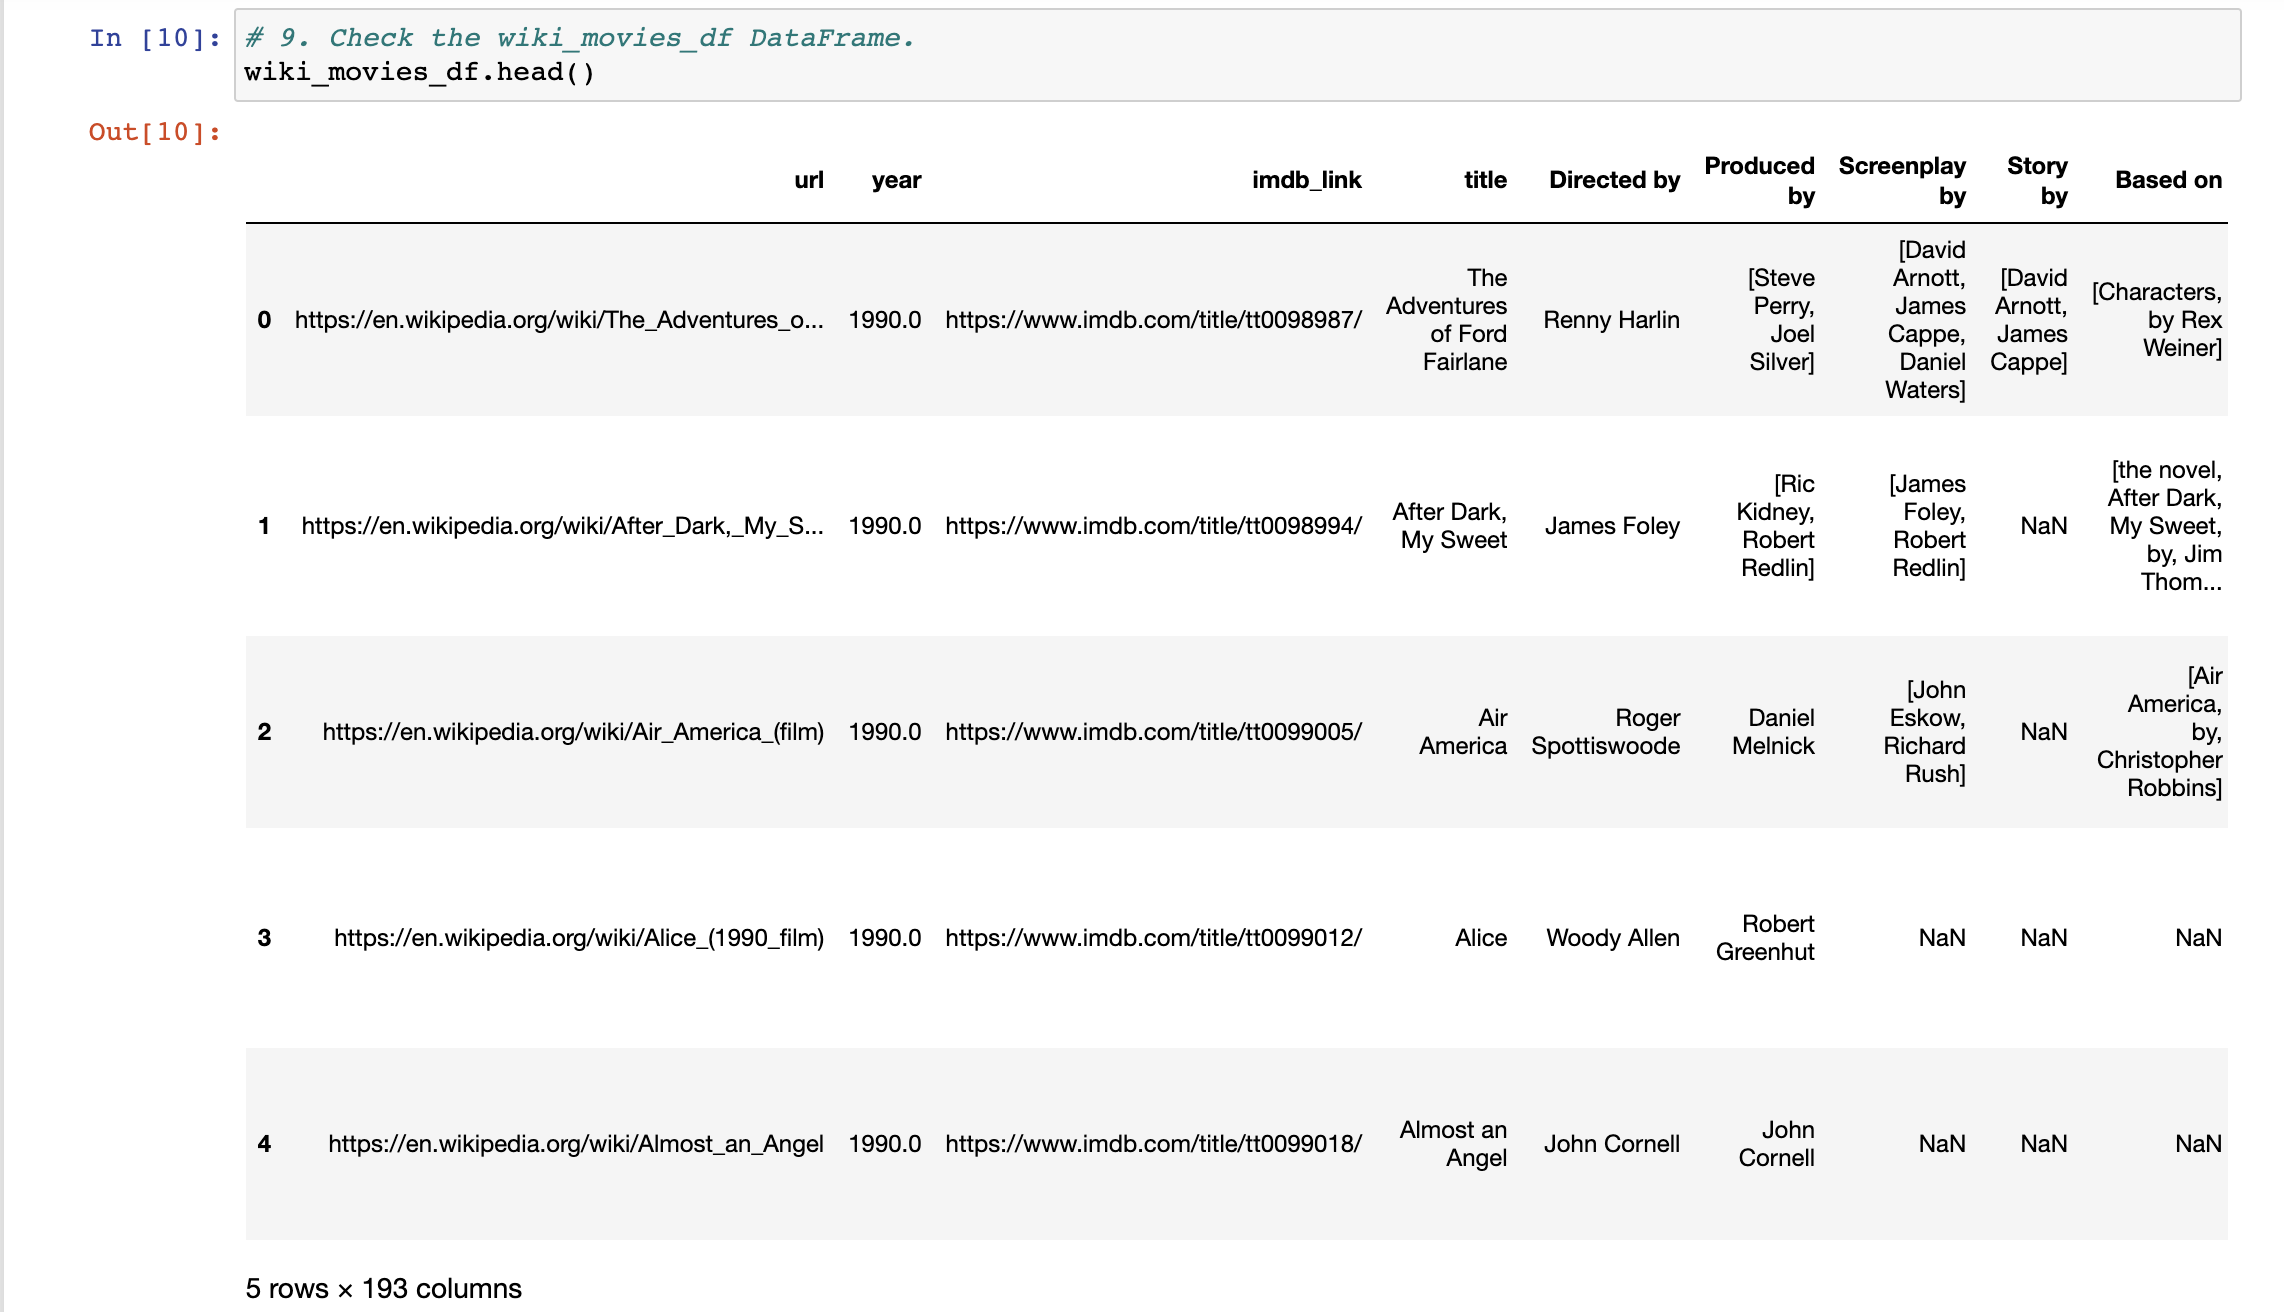 In [10]: # 9. Check the wiki_movies_df DataFrame.
wiki_movies_df.head()
Out[10]:
url year imdb_link title Directed by Produced by Screenplay by Story by Based on
0 https://en.wikipedia.org/wiki/The_Adventures_o... 1990.0 https://www.imdb.com/title/tt0098987/ The Adventures of Ford Fairlane Renny Harlin [Steve Perry, Joel Silver] [David Arnott, James Cappe, Daniel Waters] [David Arnott, James Cappe] [Characters, by Rex Weiner]
1 https://en.wikipedia.org/wiki/After_Dark,_My_S... 1990.0 https://www.imdb.com/title/tt0098994/ After Dark, My Sweet James Foley [Ric Kidney, Robert Redlin] [James Foley, Robert Redlin] NaN [the novel, After Dark, My Sweet, by, Jim Thom...
2 https://en.wikipedia.org/wiki/Air_America_(film) 1990.0 https://www.imdb.com/title/tt0099005/ Air America Roger Spottiswoode Daniel Melnick [John Eskow, Richard Rush] NaN [Air America, by, Christopher Robbins]
3 https://en.wikipedia.org/wiki/Alice_(1990_film) 1990.0 https://www.imdb.com/title/tt0099012/ Alice Woody Allen Robert Greenhut NaN NaN NaN
4 https://en.wikipedia.org/wiki/Almost_an_Angel 1990.0 https://www.imdb.com/title/tt0099018/ Almost an Angel John Cornell John Cornell NaN NaN NaN
5 rows × 193 columns